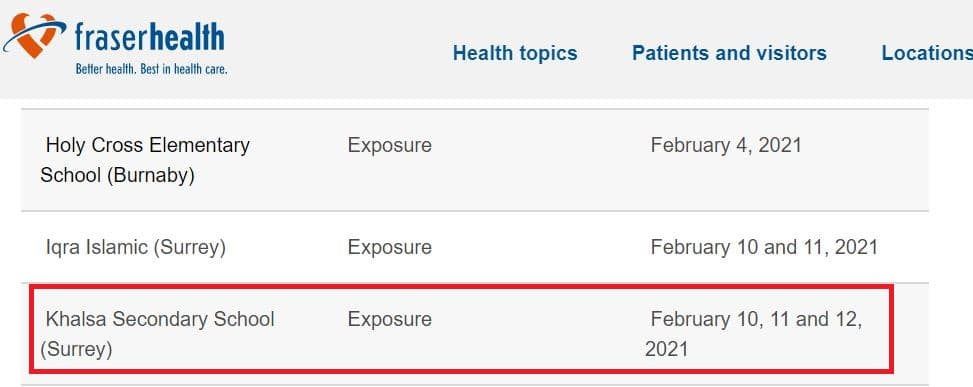 fraserhealth
Better health. Best in health care.
Health topics Patients and visitors Locations
Holy Cross Elementary Exposure February 4, 2021
School (Burnaby)
Iqra Islamic (Surrey) Exposure February 10 and 11, 2021
Khalsa Secondary School Exposure February 10, 11 and 12,
(Surrey) 2021